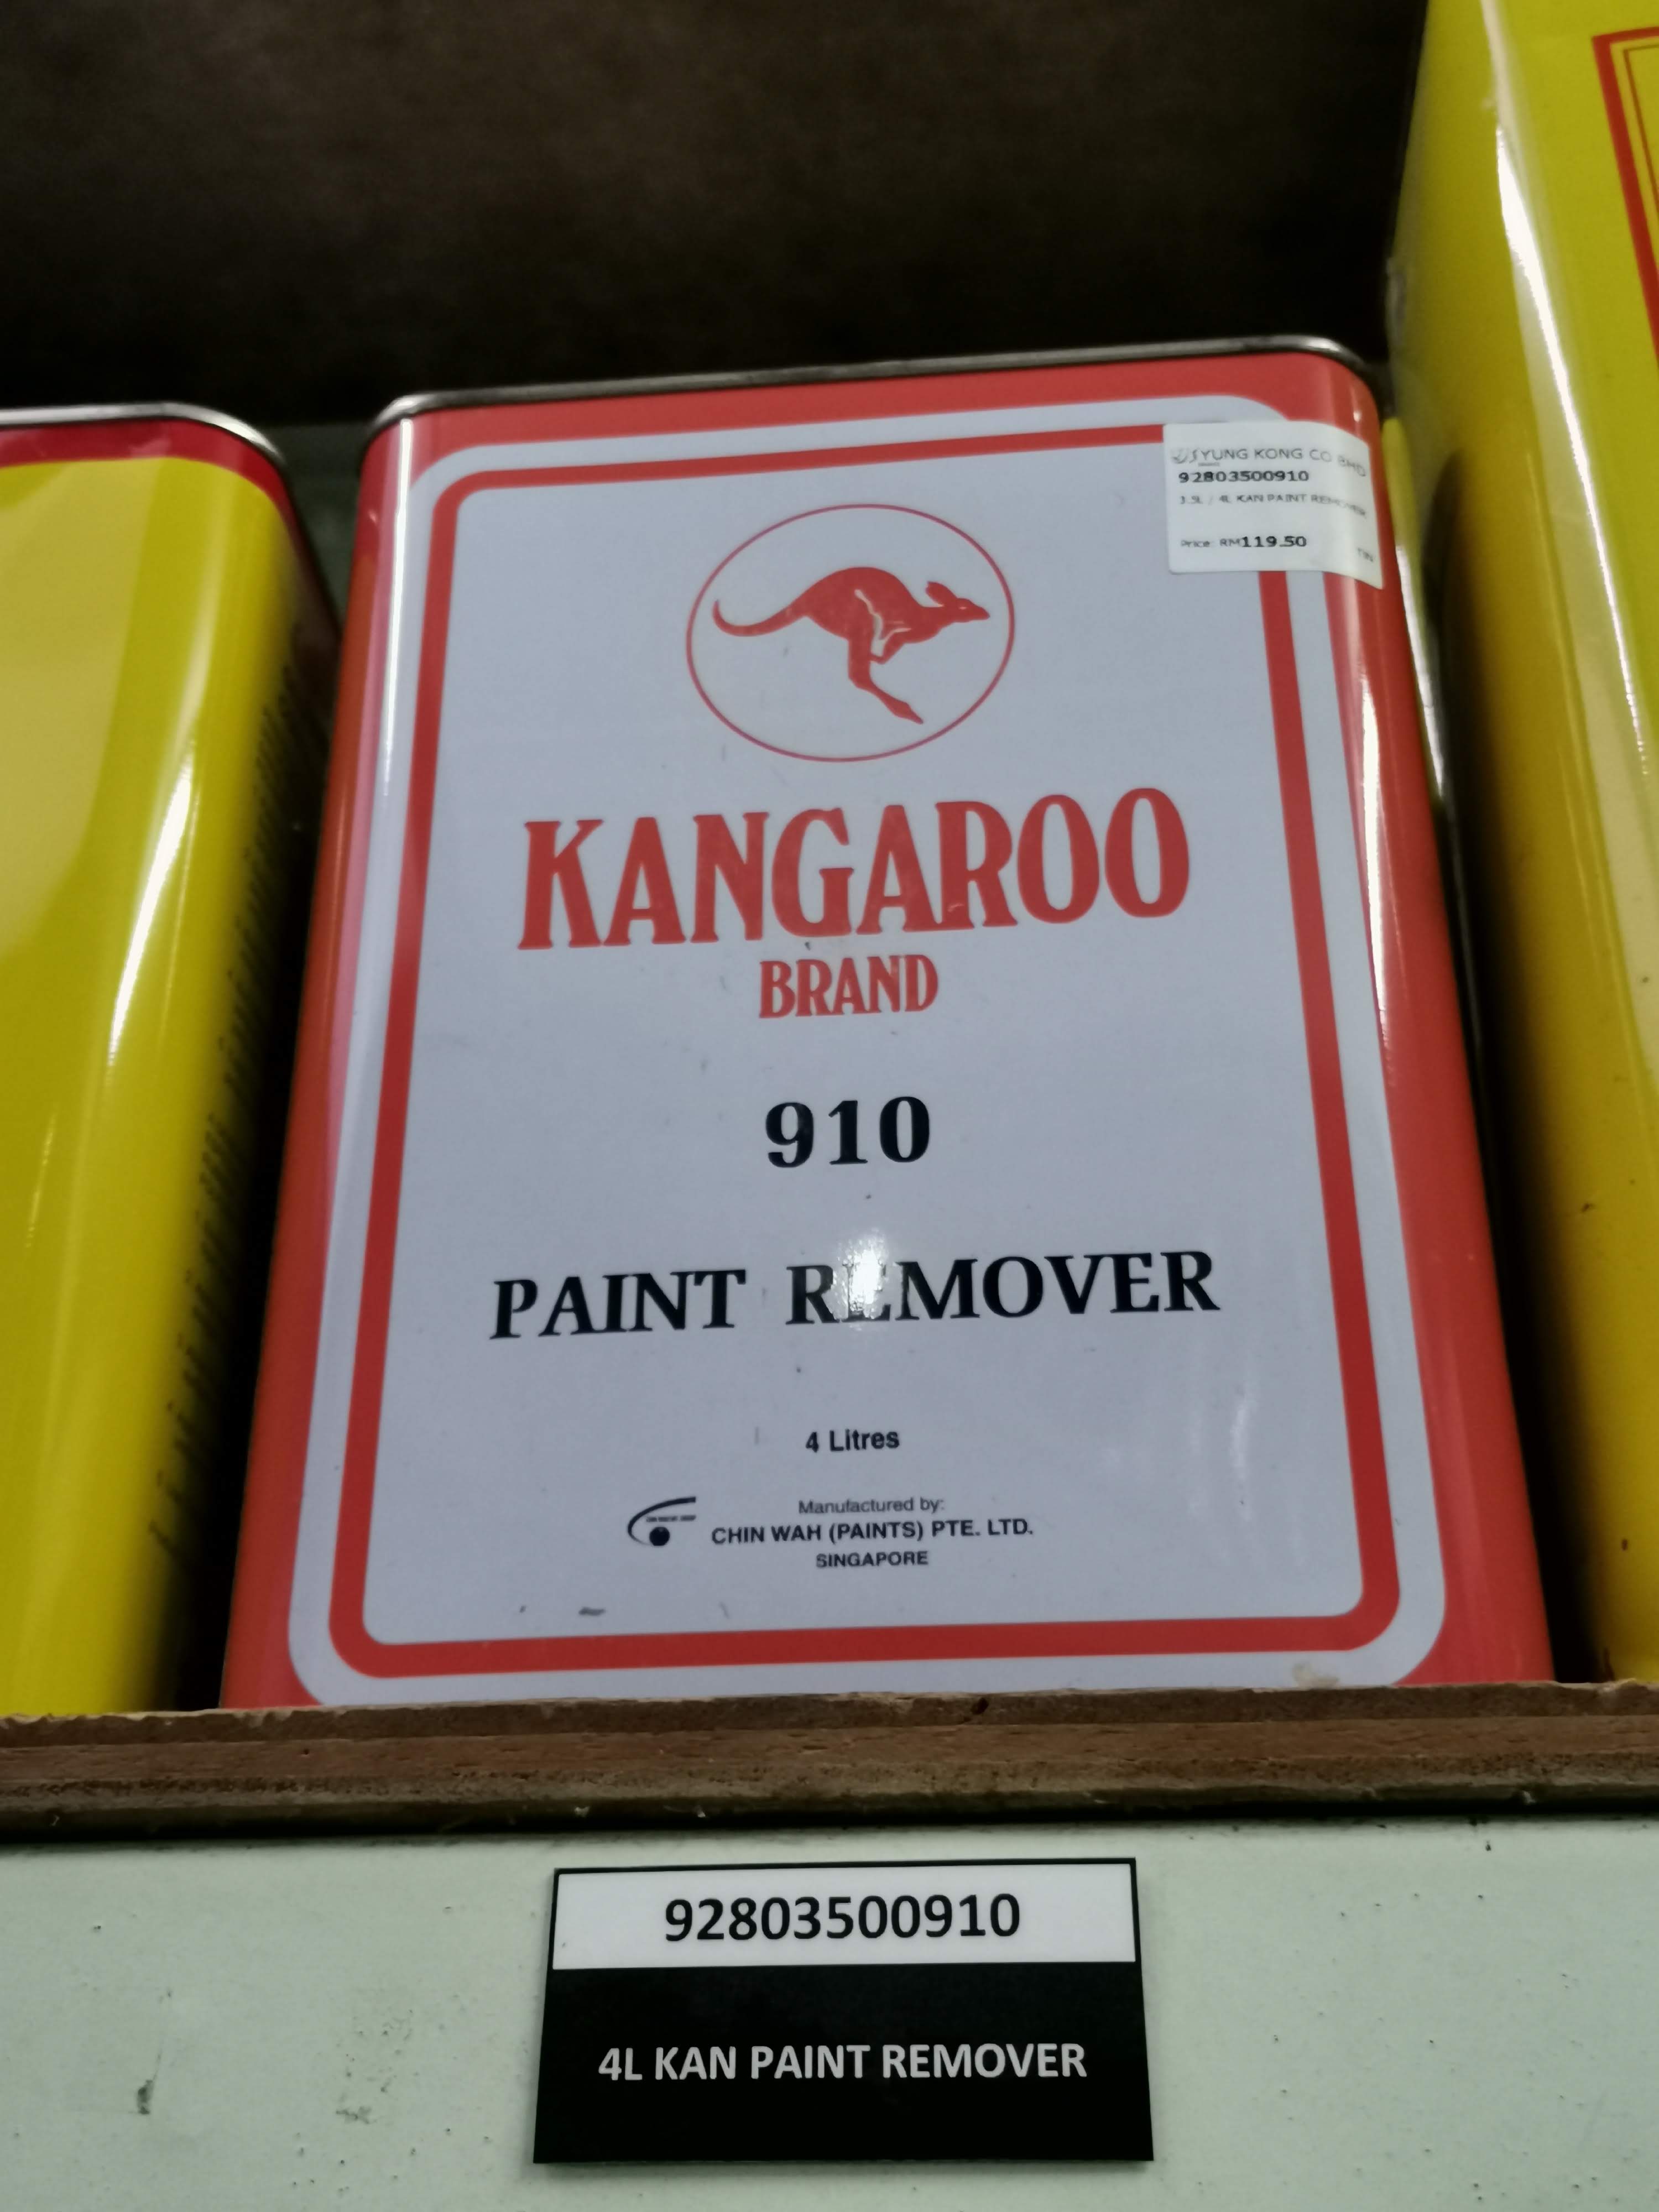 YUNG KONG CO BHD
92803500910
3.5L / 4L KAN PAINT REMOVER
Price: RM119.50
TIN
KANGAROO
BRAND
910
PAINT REMOVER
4 Litres
Manufactured by:
CHIN WAH (PAINTS) PTE. LTD.
SINGAPORE
92803500910
4L KAN PAINT REMOVER